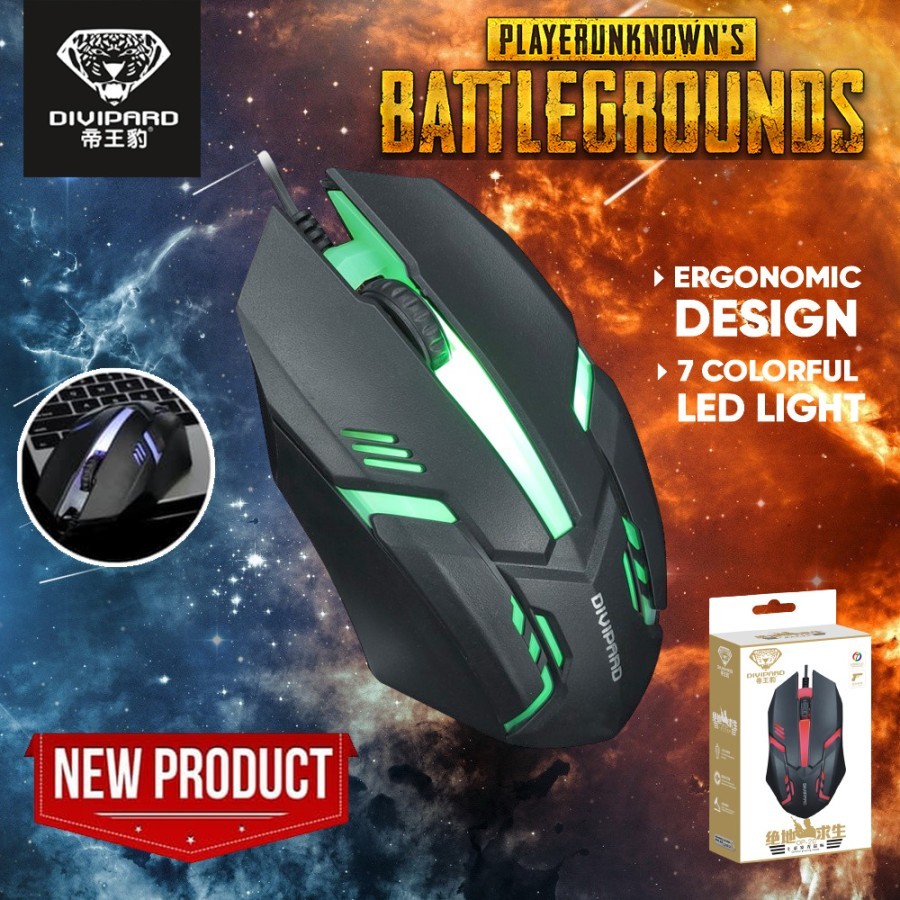 DIVIPARD
帝王豹®
PLAYERUNKNOWN'S
BATTLEGROUNDS
ERGONOMIC
DESIGN
7 COLORFUL
LED LIGHT
DIVIPARD
NEW PRODUCT
DIVIPARD
帝王豹
DIVIPARD
绝地求生